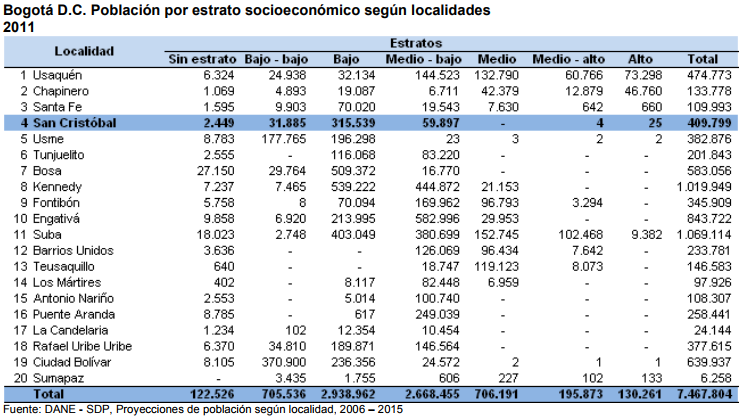 Bogotá D.C. Población por estrato socioeconómico según localidades
2011
Localidad Estratos
Sin estrato Bajo - bajo Bajo Medio - bajo Medio Medio - alto Alto Total
1 Usaquén 6.324 24.938 32.134 144.523 132.790 60.766 73.298 474.773
2 Chapinero 1.069 4.893 19.087 6.711 42.379 12.879 46.760 133.778
3 Santa Fe 1.595 9.903 70.020 19.543 7.630 642 660 109.993
4 San Cristóbal 2.449 31.885 315.539 59.897 - 4 25 409.799
5 Usme 8.783 177.765 196.298 23 3 2 2 382.876
6 Tunjuelito 2.555 - 116.068 83.220 - - - 201.843
7 Bosa 27.150 29.764 509.372 16.770 - - - 583.056
8 Kennedy 7.237 7.465 539.222 444.872 21.153 - - 1.019.949
9 Fontibón 5.758 8 70.094 169.962 96.793 3.294 - 345.909
10 Engativá 9.858 6.920 213.995 582.996 29.953 - - 843.722
11 Suba 18.023 2.748 403.049 380.699 152.745 102.468 9.382 1.069.114
12 Barrios Unidos 3.636 - - 126.069 96.434 7.642 - 233.781
13 Teusaquillo 640 - - 18.747 119.123 8.073 - 146.583
14 Los Mártires 402 - 8.117 82.448 6.959 - - 97.926
15 Antonio Nariño 2.553 - 5.014 100.740 - - - 108.307
16 Puente Aranda 8.785 - 617 249.039 - - - 258.441
17 La Candelaria 1.234 102 12.354 10.454 - - - 24.144
18 Rafael Uribe Uribe 6.370 34.810 189.871 146.564 - - - 377.615
19 Ciudad Bolívar 8.105 370.900 236.356 24.572 2 1 1 639.937
20 Sumapaz - 3.435 1.755 606 227 102 133 6.258
Total 122.526 705.536 2.938.962 2.668.455 706.191 195.873 130.261 7.467.804
Fuente: DANE - SDP, Proyecciones de población según localidad, 2006 – 2015